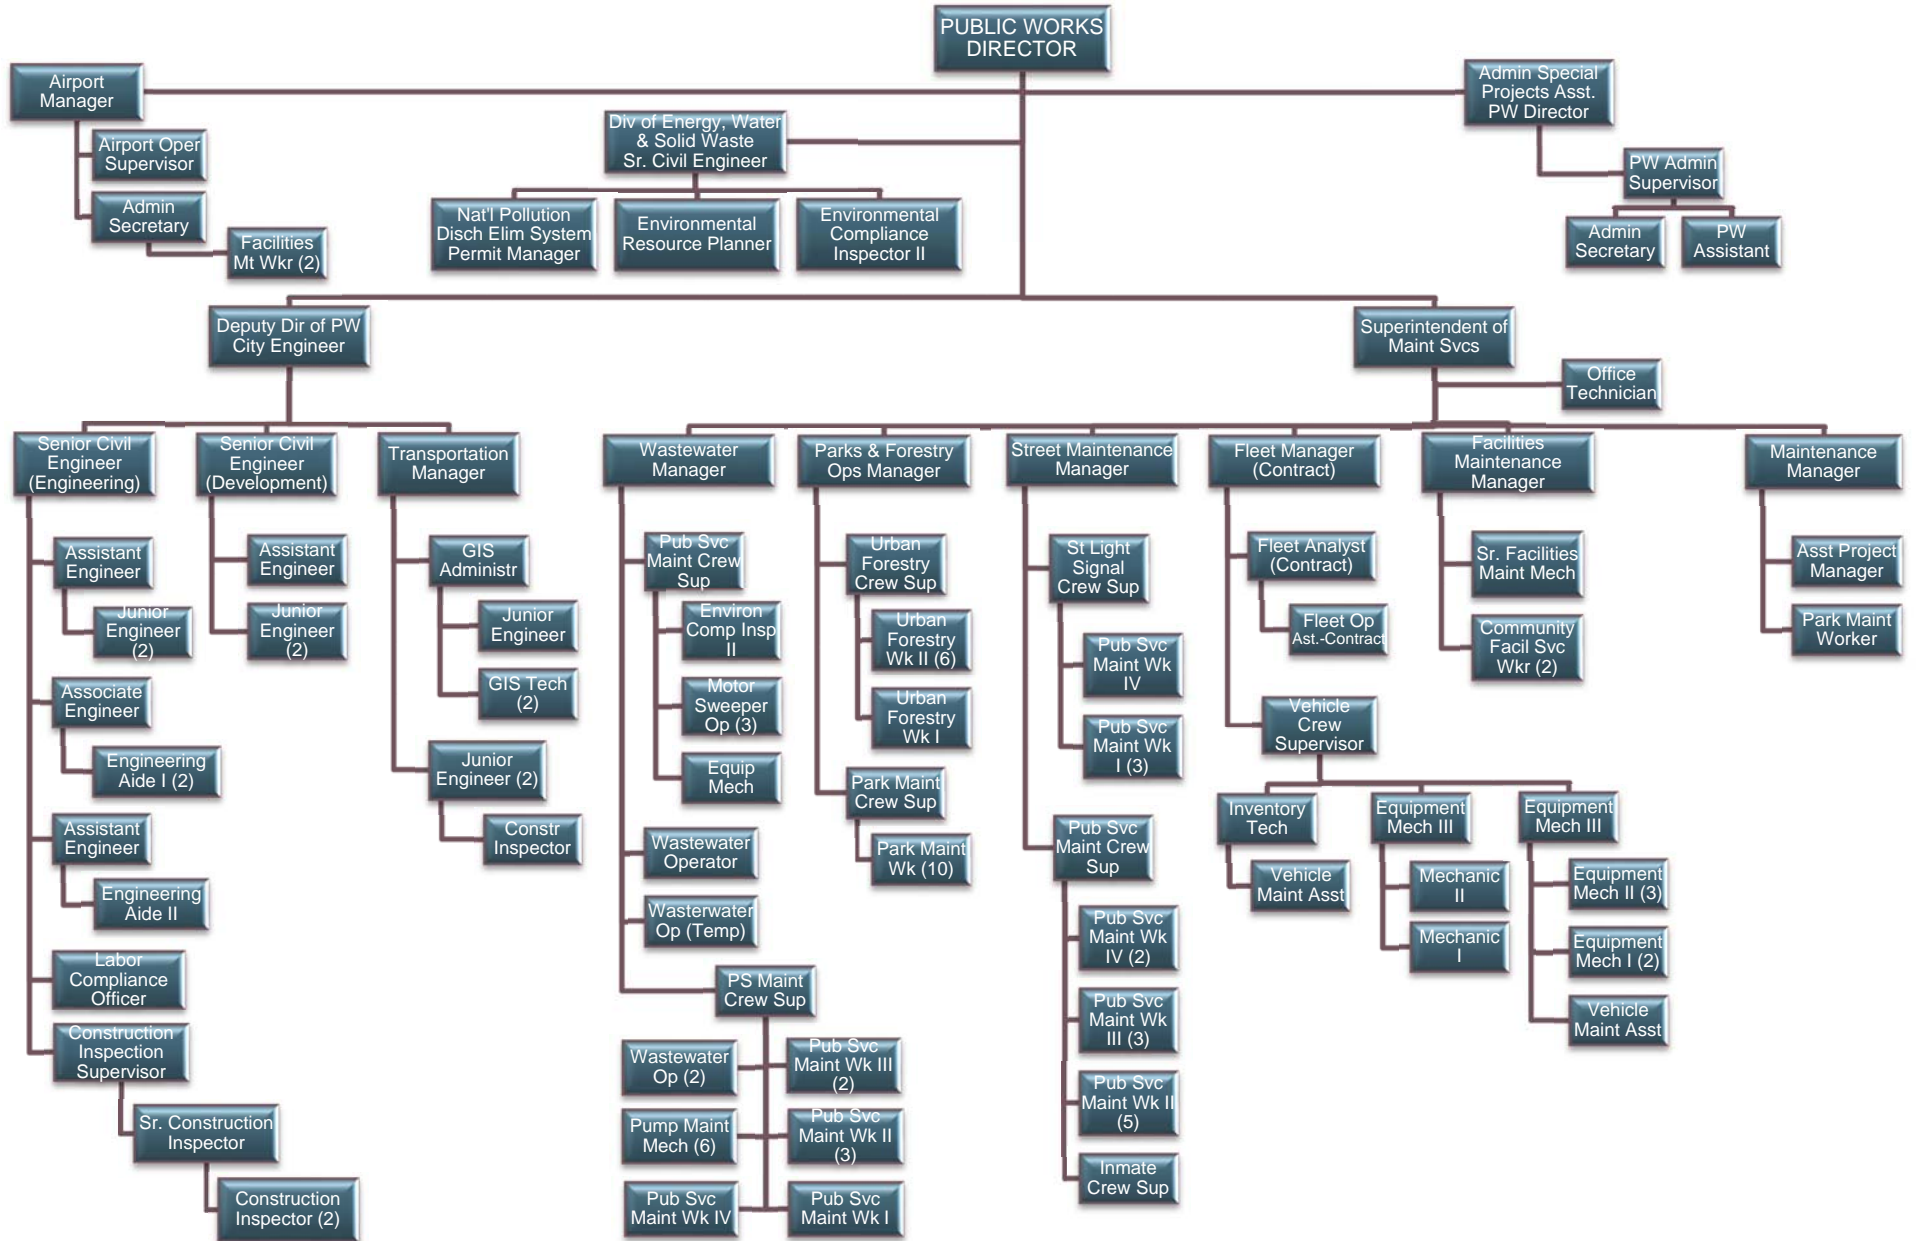 PUBLIC WORKS
DIRECTOR
Airport
Manager
Airport Oper
Supervisor
Admin
Secretary
Facilities
Mt Wkr (2)
Div of Energy, Water
& Solid Waste
Sr. Civil Engineer
Nat'l Pollution
Disch Elim System
Permit Manager
Environmental
Resource Planner
Environmental
Compliance
Inspector II
Admin Special
Projects Asst.
PW Director
PW Admin
Supervisor
Admin
Secretary
PW
Assistant
Deputy Dir of PW
City Engineer
Superintendent of
Maint Svcs
Office
Technician
Senior Civil
Engineer
(Engineering)
Assistant
Engineer
Junior
Engineer
(2)
Associate
Engineer
Engineering
Aide I (2)
Assistant
Engineer
Engineering
Aide II
Labor
Compliance
Officer
Construction
Inspection
Supervisor
Sr. Construction
Inspector
Construction
Inspector (2)
Senior Civil
Engineer
(Development)
Assistant
Engineer
Junior
Engineer
(2)
Transportation
Manager
GIS
Administr
Junior
Engineer
GIS Tech
(2)
Junior
Engineer (2)
Constr
Inspector
Wastewater
Manager
Pub Svc
Maint Crew
Sup
Environ
Comp Insp
II
Motor
Sweeper
Op (3)
Equip
Mech
Wastewater
Operator
Wasterwater
Op (Temp)
PS Maint
Crew Sup
Wastewater
Op (2)
Pub Svc
Maint Wk III
(2)
Pump Maint
Mech (6)
Pub Svc
Maint Wk II
(3)
Pub Svc
Maint Wk IV
Pub Svc
Maint Wk I
Parks & Forestry
Ops Manager
Urban
Forestry
Crew Sup
Urban
Forestry
Wk II (6)
Urban
Forestry
Wk I
Park Maint
Crew Sup
Park Maint
Wk (10)
Street Maintenance
Manager
St Light
Signal
Crew Sup
Pub Svc
Maint Wk
IV
Pub Svc
Maint Wk
I (3)
Pub Svc
Maint Crew
Sup
Pub Svc
Maint Wk
IV (2)
Pub Svc
Maint Wk
III (3)
Pub Svc
Maint Wk II
(5)
Inmate
Crew Sup
Fleet Manager
(Contract)
Fleet Analyst
(Contract)
Fleet Op
Ast.-Contract
Vehicle
Crew
Supervisor
Inventory
Tech
Vehicle
Maint Asst
Equipment
Mech III
Mechanic
II
Mechanic
I
Equipment
Mech III
Equipment
Mech II (3)
Equipment
Mech I (2)
Vehicle
Maint Asst
Facilities
Maintenance
Manager
Sr. Facilities
Maint Mech
Community
Facil Svc
Wkr (2)
Maintenance
Manager
Asst Project
Manager
Park Maint
Worker